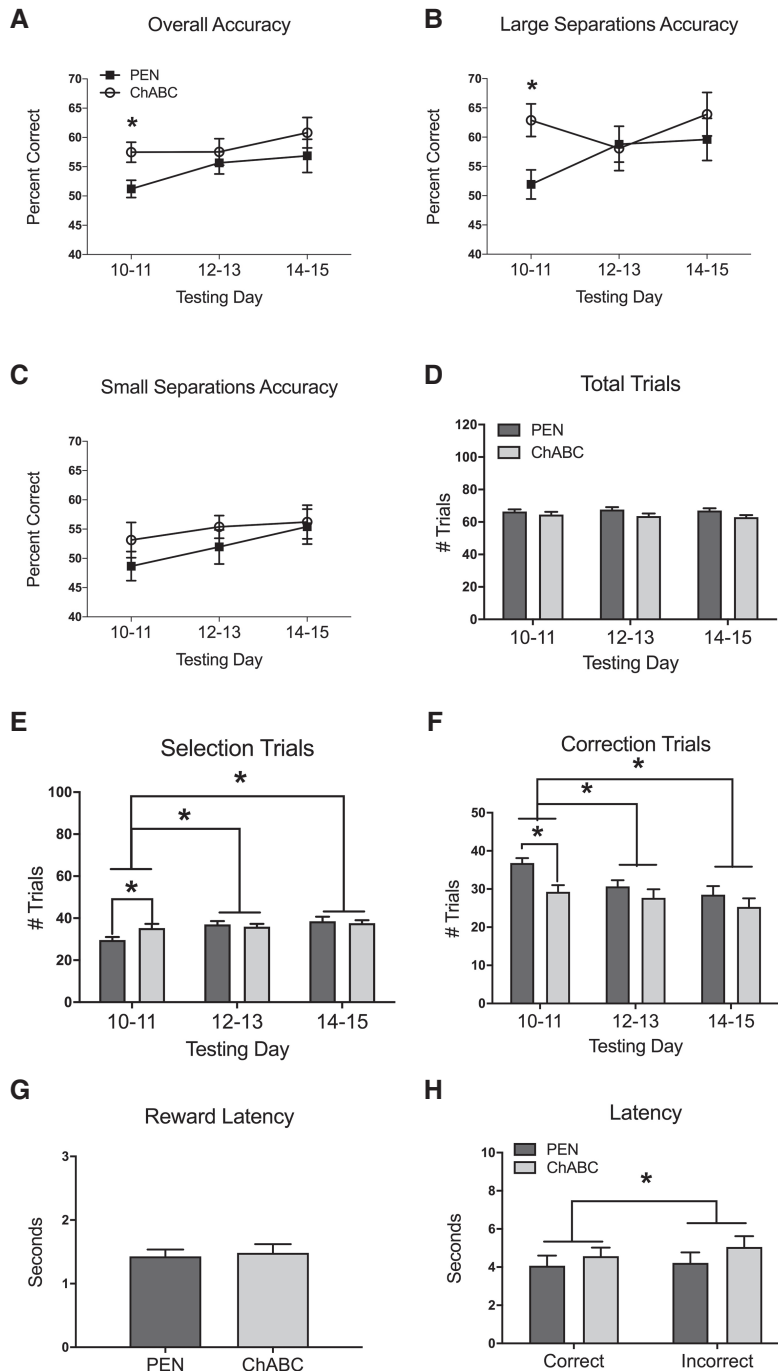 A
Overall Accuracy
PEN
ChABC
*
Percent Correct
70
65
60
55
50
45
40
10-11 12-13 14-15
Testing Day
B
Large Separations Accuracy
*
Percent Correct
70
65
60
55
50
45
40
10-11 12-13 14-15
Testing Day
C
Small Separations Accuracy
Percent Correct
70
65
60
55
50
45
40
10-11 12-13 14-15
Testing Day
D
Total Trials
PEN
ChABC
# Trials
120
100
80
60
40
20
0
10-11 12-13 14-15
Testing Day
E
Selection Trials
*
*
*
# Trials
100
80
60
40
20
0
10-11 12-13 14-15
Testing Day
F
Correction Trials
*
*
*
# Trials
50
40
30
20
10
0
10-11 12-13 14-15
Testing Day
G
Reward Latency
Seconds
3
2
1
0
PEN ChABC
H
Latency
PEN
ChABC
*
Seconds
10
8
6
4
2
0
Correct Incorrect